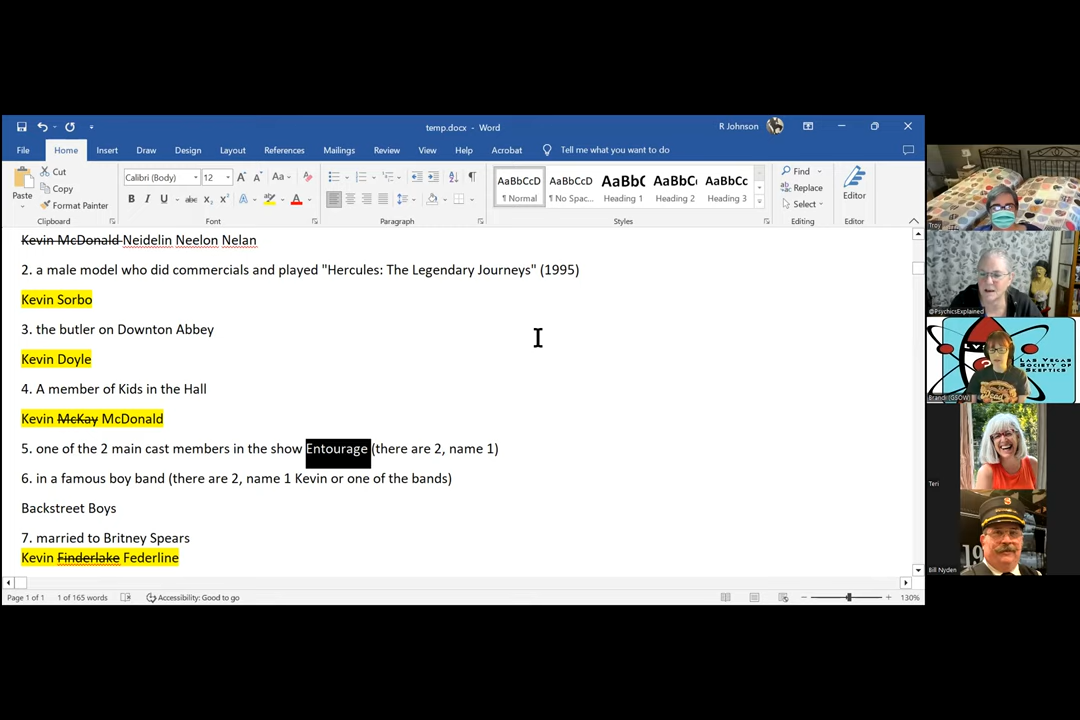 temp.docx - Word
R Johnson
File Home Insert Draw Design Layout References Mailings Review View Help Acrobat Tell me what you want to do
Paste
Cut
Copy
Format Painter
Clipboard
Calibri (Body) 12
Font
Paragraph
AaBbCcD AaBbCcD AaBbC AaBbCc AaBbCc
¶ Normal ¶ No Spac... Heading 1 Heading 2 Heading 3
Styles
Find
Replace
Select
Editing
Editor
Editor
Kevin McDonald Neidelin Neelon Nelan
2. a male model who did commercials and played "Hercules: The Legendary Journeys" (1995)
Kevin Sorbo
3. the butler on Downton Abbey
Kevin Doyle
4. A member of Kids in the Hall
Kevin McKay McDonald
5. one of the 2 main cast members in the show Entourage (there are 2, name 1)
6. in a famous boy band (there are 2, name 1 Kevin or one of the bands)
Backstreet Boys
7. married to Britney Spears
Kevin Finderlake Federline
Page 1 of 1 1 of 165 words Accessibility: Good to go 130%
Troy
@PsychicsExplained
LAS VEGAS
SOCIETY OF
SKEPTICS
Brandi (GSOW)
Teri
Bill Nyden